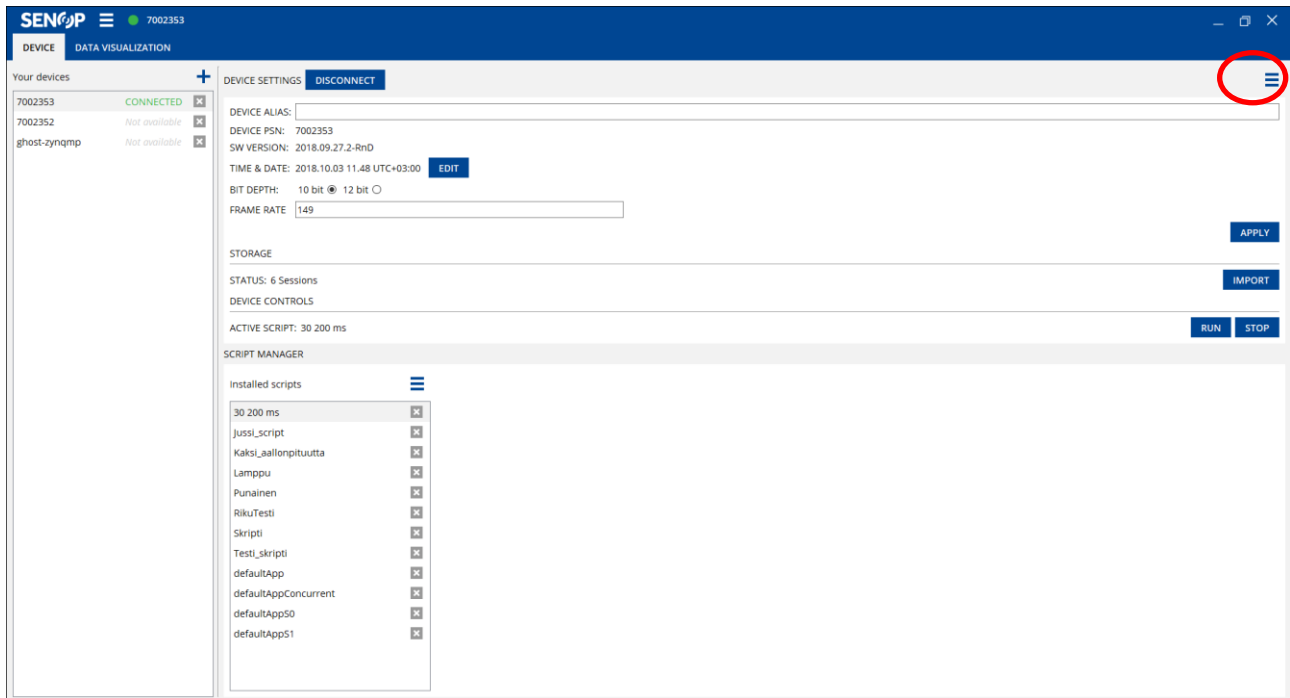 SENOP 7002353
DEVICE DATA VISUALIZATION
Your devices
7002353 CONNECTED
7002352 Not available
ghost-zynqmp Not available
DEVICE SETTINGS DISCONNECT
DEVICE ALIAS:
DEVICE PSN: 7002353
SW VERSION: 2018.09.27.2-RnD
TIME & DATE: 2018.10.03 11.48 UTC+03:00 EDIT
BIT DEPTH: 10 bit 12 bit
FRAME RATE 149
APPLY
STORAGE
STATUS: 6 Sessions IMPORT
DEVICE CONTROLS
ACTIVE SCRIPT: 30 200 ms RUN STOP
SCRIPT MANAGER
Installed scripts
30 200 ms
Jussi_script
Kaksi_aallonpituutta
Lamppu
Punainen
RikuTesti
Skripti
Testi_skripti
defaultApp
defaultAppConcurrent
defaultAppS0
defaultAppS1